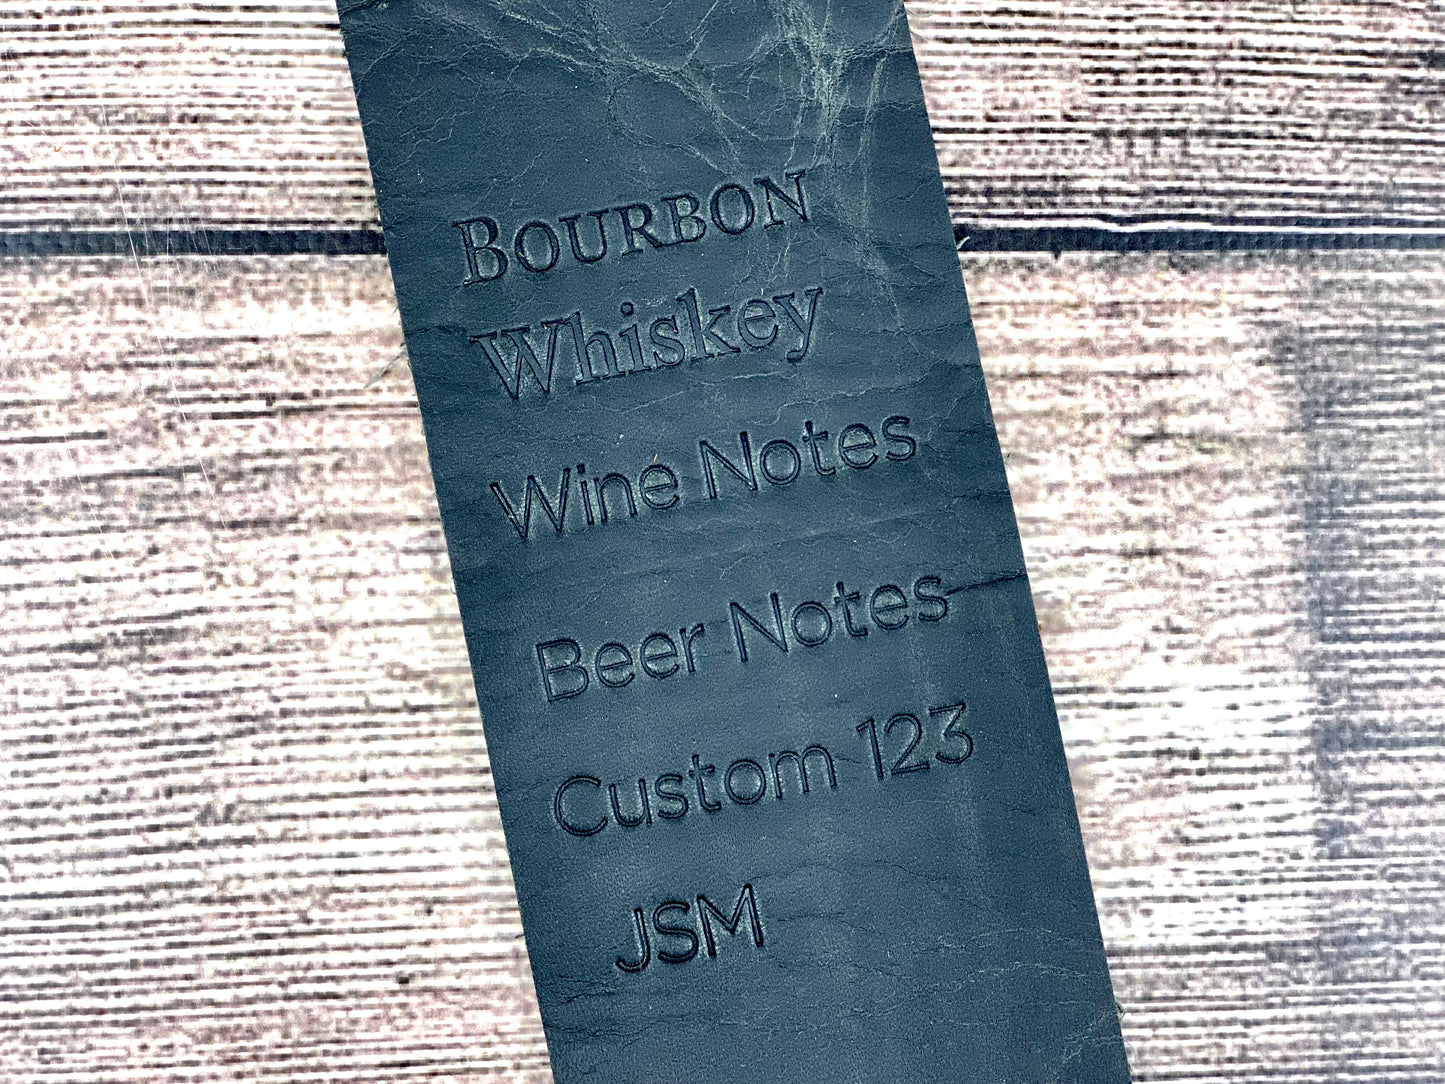 BOURBON
Whiskey
Wine Notes
Beer Notes
Custom 123
JSM